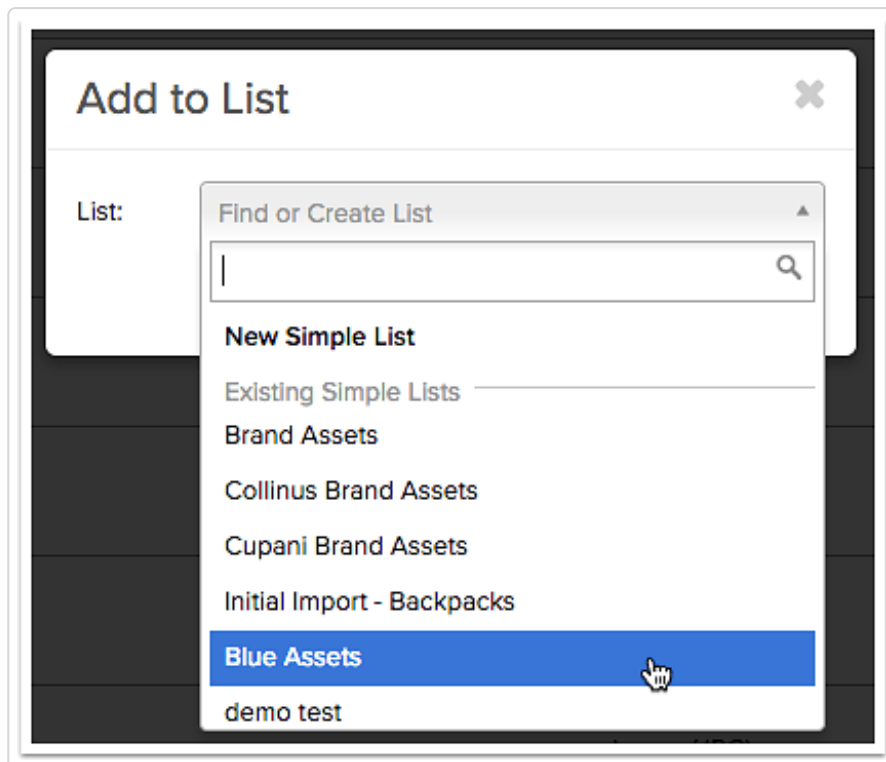 Add to List
List:
Find or Create List
New Simple List
Existing Simple Lists
Brand Assets
Collinus Brand Assets
Cupani Brand Assets
Initial Import - Backpacks
Blue Assets
demo test